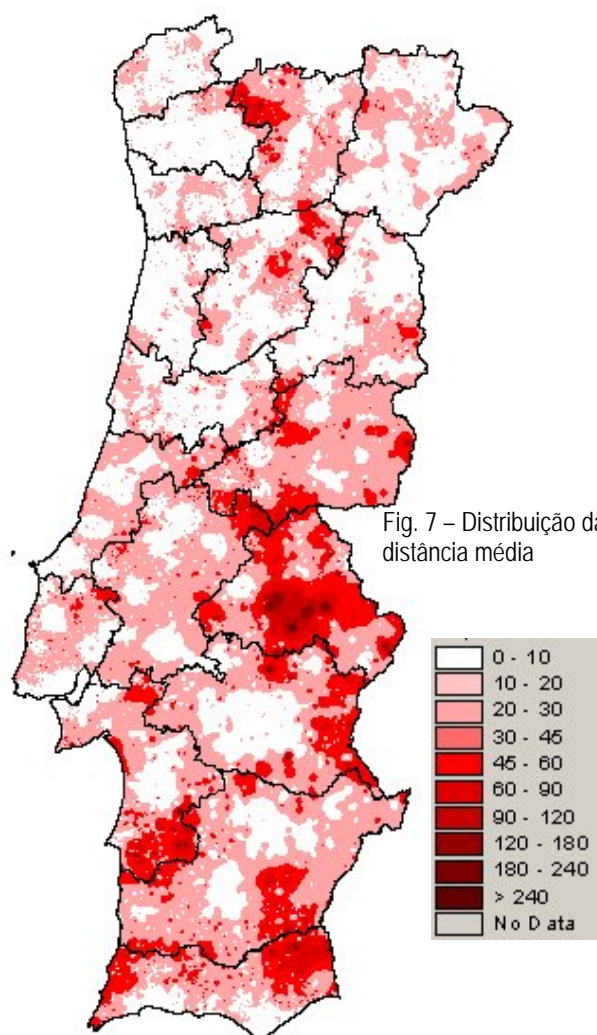 Fig. 7 – Distribuição da
distância média
0 - 10
10 - 20
20 - 30
30 - 45
45 - 60
60 - 90
90 - 120
120 - 180
180 - 240
> 240
No Data